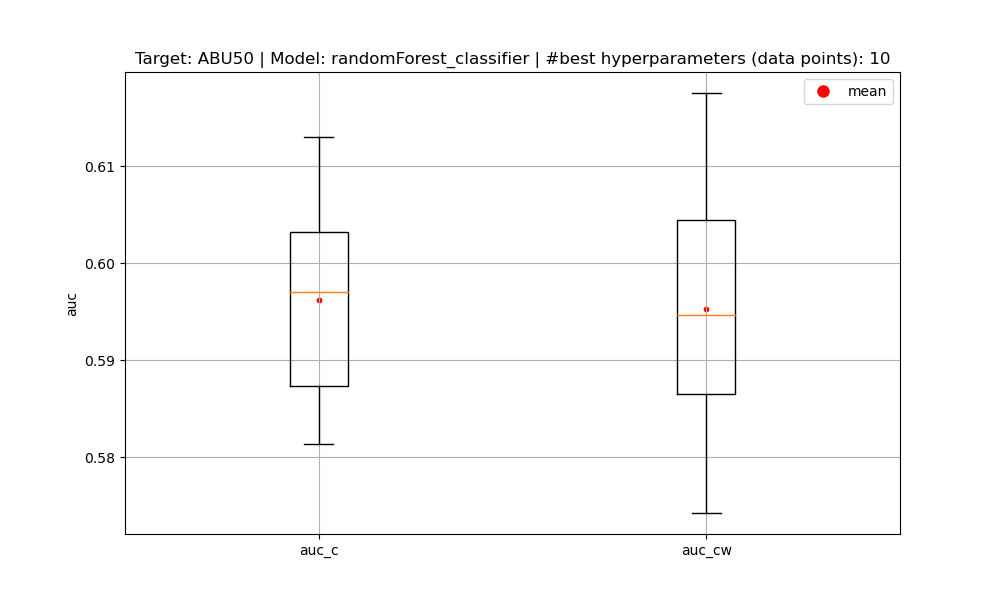 Target: ABU50 | Model: randomForest_classifier | #best hyperparameters (data points): 10
mean
0.61
0.60
0.59
0.58
auc
auc_c
auc_cw